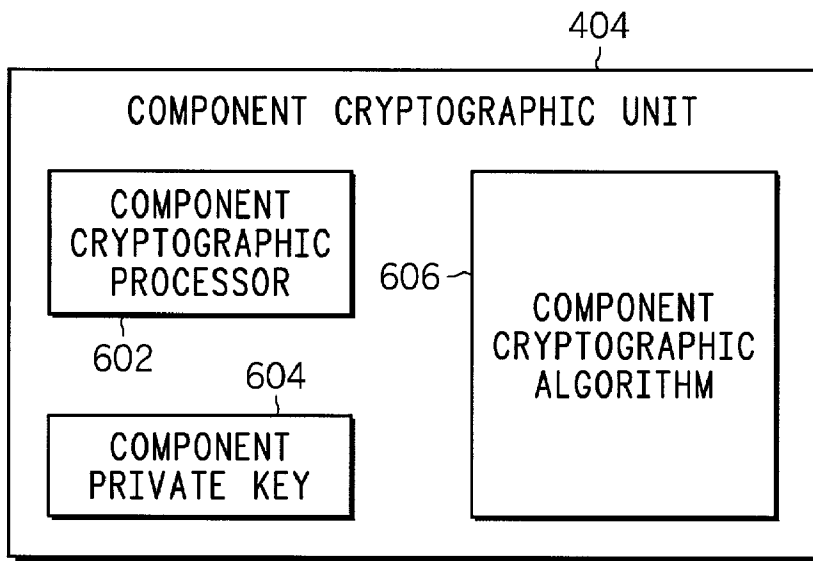 404
COMPONENT CRYPTOGRAPHIC UNIT
COMPONENT
CRYPTOGRAPHIC
PROCESSOR
602
604
COMPONENT
PRIVATE KEY
606
COMPONENT
CRYPTOGRAPHIC
ALGORITHM